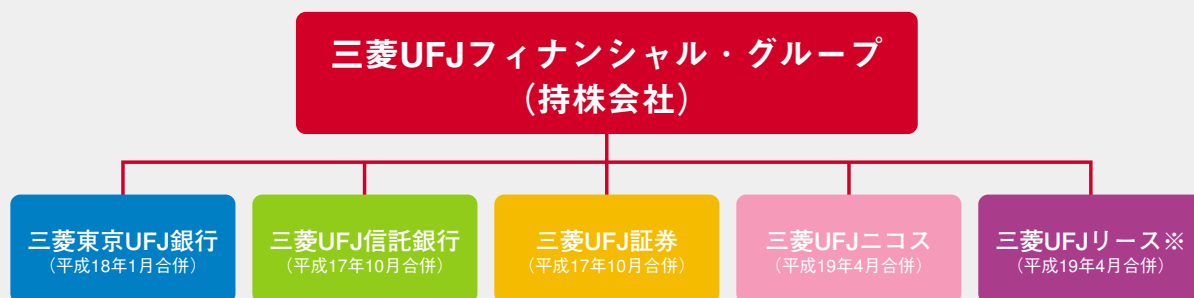 三菱UFJフィナンシャル・グループ
（持株会社）
三菱東京UFJ銀行
（平成18年1月合併）
三菱UFJ信託銀行
（平成17年10月合併）
三菱UFJ証券
（平成17年10月合併）
三菱UFJニコス
（平成19年4月合併）
三菱UFJリース※
（平成19年4月合併）